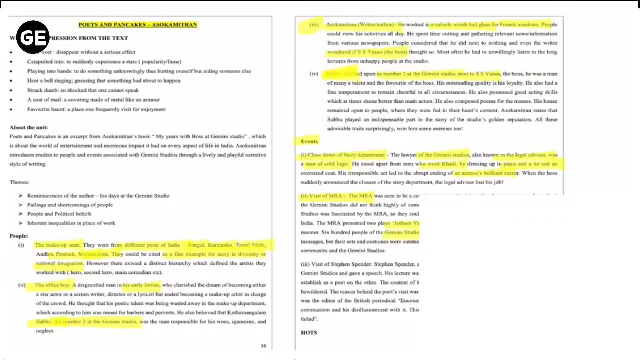 POETS AND PANCAKES – ASOKAMITRAN
GE
EXPRESSION FROM THE TEXT
: disappear without a serious effect
Catapulted into: to suddenly experience a state ( popularity/fame)
Playing into hands: to do something unknowingly thus hurting oneself but aiding someone else
Hear a bell ringing: guessing that something bad about to happen
Struck dumb: so shocked that one cannot speak
A coat of mail: a covering made of metal like an armour
Favourite haunt: a place one frequently visit for enjoyment
About the unit:
Poets and Pancakes is an excerpt from Asokamitran's book " My years with Boss at Gemini studio" , which
is about the world of entertainment and enormous impact it had on every aspect of life in India. Asokamitran
introduces readers to people and events associated with Gemini Studios through a lively and playful narrative
style of writing.
Themes:
Reminiscences of the author – his days at the Gemini Studio
Failings and shortcomings of people
People and Political beliefs
Inherent inequalities in place of work
People:
(i) The make-up man: They were from different parts of India – Bengal, Karnataka, Tamil Nadu,
Andhra Pradesh, Maharashtra. They could be cited as a fine example for unity in diversity or
national integration. However there existed a distinct hierarchy which defined the artists they
worked with ( hero, second hero, main comedian etc).
(ii) The office boy: A disgruntled man in his early forties, who cherished the dream of becoming either
a star actor or a screen writer, director or a lyricist but ended becoming a make-up artist in charge
of the crowd. He thought that his poetic talent was being wasted away in the make-up department,
which according to him was meant for barbers and perverts. He also believed that Kothamangalam
Subbu, the number 2 at the Gemini studio, was the man responsible for his woes, ignominy, and
neglect.
(iii) Asokamitran (Writer/author): He worked in a cubicle which had glass for French windows. People
could view his activities all day. He spent time cutting and gathering relevant news/information
from various newspapers. People considered that he did next to nothing and even the writer
wondered if S S Vasan (the boss) thought so. Most often he had to unwillingly listen to the long
lectures from unhappy people at the studio.
(iv) upon as number 2 at the Gemini studio, next to S.S.Vasan, the boss, he was a man
of many a talent and the favourite of the boss. His outstanding quality is his loyalty. He also had a
fine temperament to remain cheerful in all circumstances. He also possessed good acting skills
which at times shone better than main actors. He also composed poems for the masses. His house
remained open to people, where they were fed to their heart's content. Asokamitran states that
Subbu played an indispensable part in the story of the studio's golden reputation. All these
admirable traits surprisingly, won him some enemies too!
Events
(i) Close down of Story department: - The lawyer of the Gemini studios, also known as the legal advisor, was
a man of cold logic. He stood apart from men who wore Khadi, by dressing up in pants and a tie and an
oversized coat. His irresponsible act led to the abrupt ending of an actress's brilliant career. When the boss
suddenly announced the closure of the story department, the legal advisor lost his job!
(ii) Visit of MRA – The MRA was seen to be a
the Gemini Studios did not think highly of com
Studios was fascinated by the MRA, as they coul
India. The MRA presented two plays
manner. Six hundred people of the Gemini Studio
messages, but their sets and costumes were outstan
community and the Gemini Studios.
(iii) Visit of Stephen Spender: Stephen Spender, a
Gemini Studios and gave a speech. His lecture wa
establish as a poet on the other. The content of t
bewildered. The reason behind the poet's visit was
was the editor of the British periodical "Encoun
communism and his disillusionment with it. This
failed".
HOTS